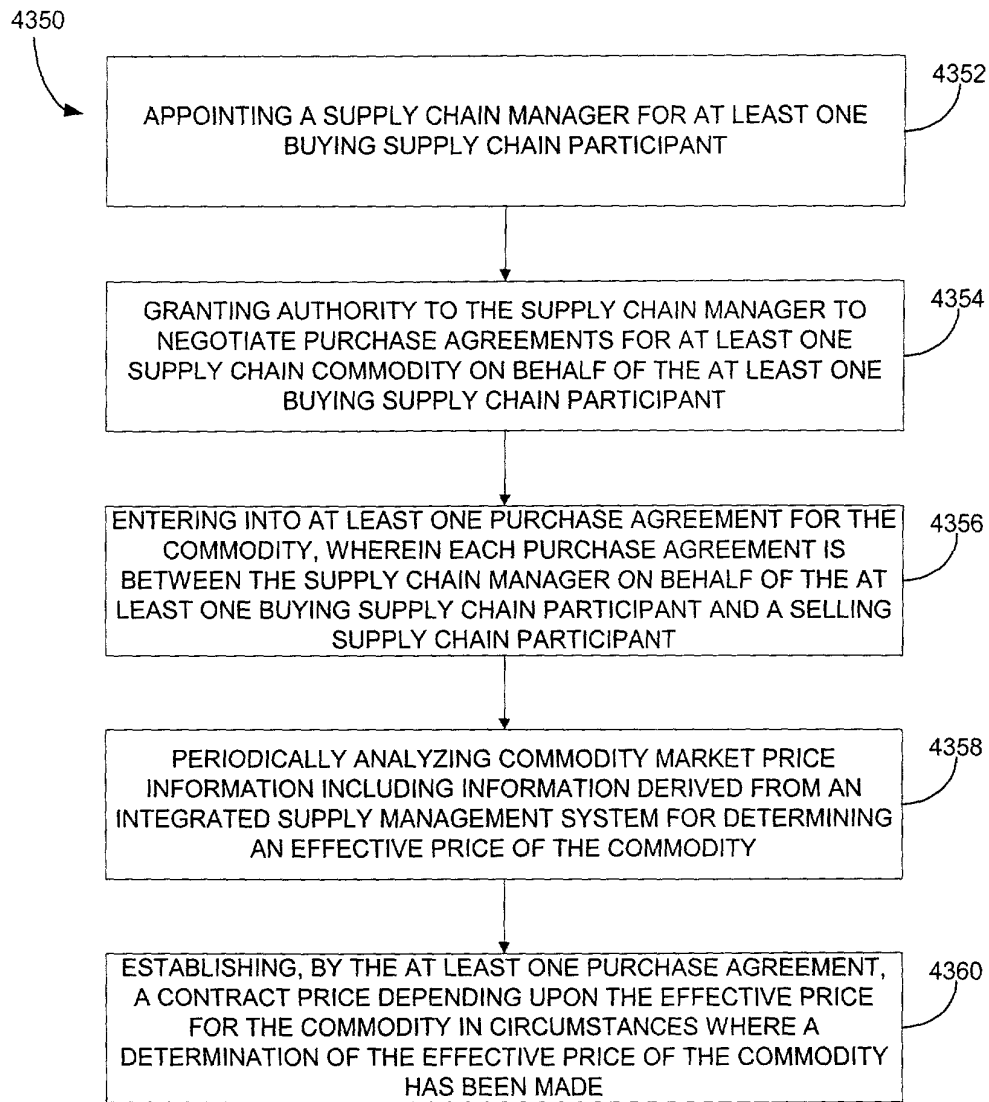 4350
APPOINTING A SUPPLY CHAIN MANAGER FOR AT LEAST ONE
BUYING SUPPLY CHAIN PARTICIPANT
4352
GRANTING AUTHORITY TO THE SUPPLY CHAIN MANAGER TO
NEGOTIATE PURCHASE AGREEMENTS FOR AT LEAST ONE
SUPPLY CHAIN COMMODITY ON BEHALF OF THE AT LEAST ONE
BUYING SUPPLY CHAIN PARTICIPANT
4354
ENTERING INTO AT LEAST ONE PURCHASE AGREEMENT FOR THE
COMMODITY, WHEREIN EACH PURCHASE AGREEMENT IS
BETWEEN THE SUPPLY CHAIN MANAGER ON BEHALF OF THE AT
LEAST ONE BUYING SUPPLY CHAIN PARTICIPANT AND A SELLING
SUPPLY CHAIN PARTICIPANT
4356
PERIODICALLY ANALYZING COMMODITY MARKET PRICE
INFORMATION INCLUDING INFORMATION DERIVED FROM AN
INTEGRATED SUPPLY MANAGEMENT SYSTEM FOR DETERMINING
AN EFFECTIVE PRICE OF THE COMMODITY
4358
ESTABLISHING, BY THE AT LEAST ONE PURCHASE AGREEMENT,
A CONTRACT PRICE DEPENDING UPON THE EFFECTIVE PRICE
FOR THE COMMODITY IN CIRCUMSTANCES WHERE A
DETERMINATION OF THE EFFECTIVE PRICE OF THE COMMODITY
HAS BEEN MADE
4360